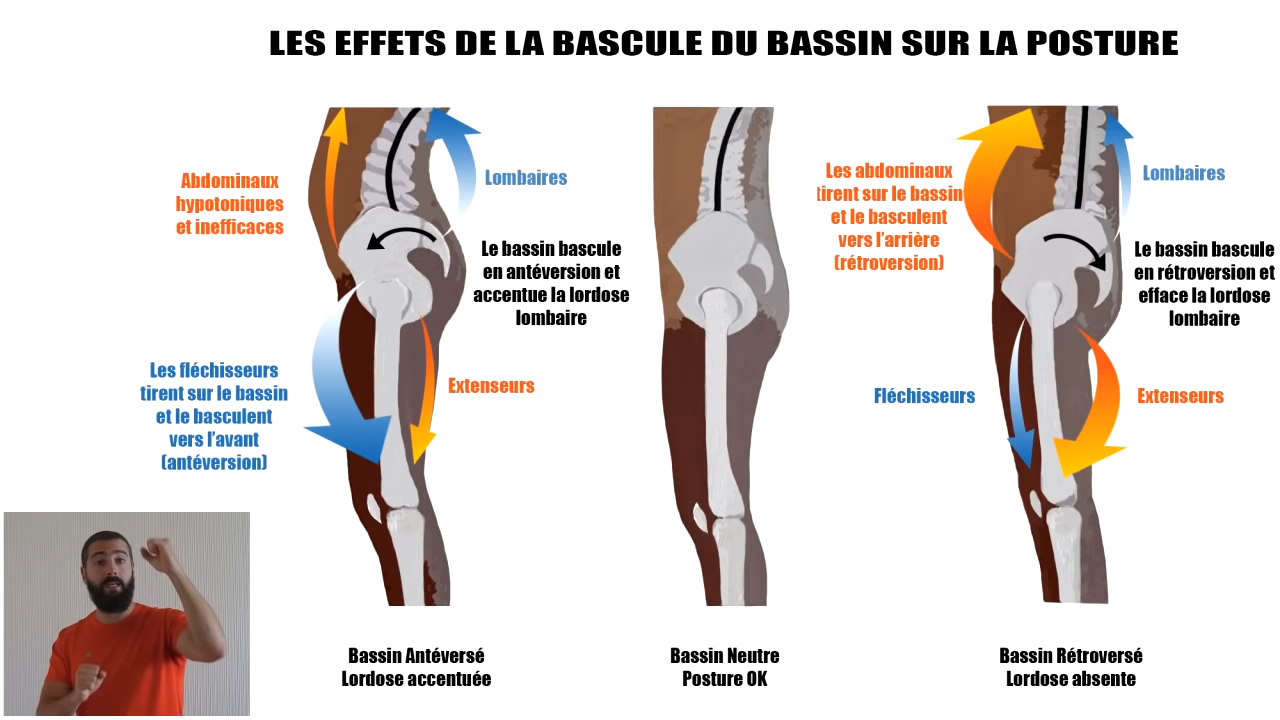 LES EFFETS DE LA BASCULE DU BASSIN SUR LA POSTURE
Abdominaux
hypotoniques
et inefficaces
Lombaires
Le bassin bascule
en antéversion et
accentue la lordose
lombaire
Les fléchisseurs
tirent sur le bassin
et le basculent
vers l'avant
(antéversion)
Extenseurs
Bassin Antéversé
Lordose accentuée
Bassin Neutre
Posture OK
Les abdominaux
tirent sur le bassin
et le basculent
vers l'arrière
(rétroversion)
Lombaires
Le bassin bascule
en rétroversion et
efface la lordose
lombaire
Fléchisseurs
Extenseurs
Bassin Rétroversé
Lordose absente